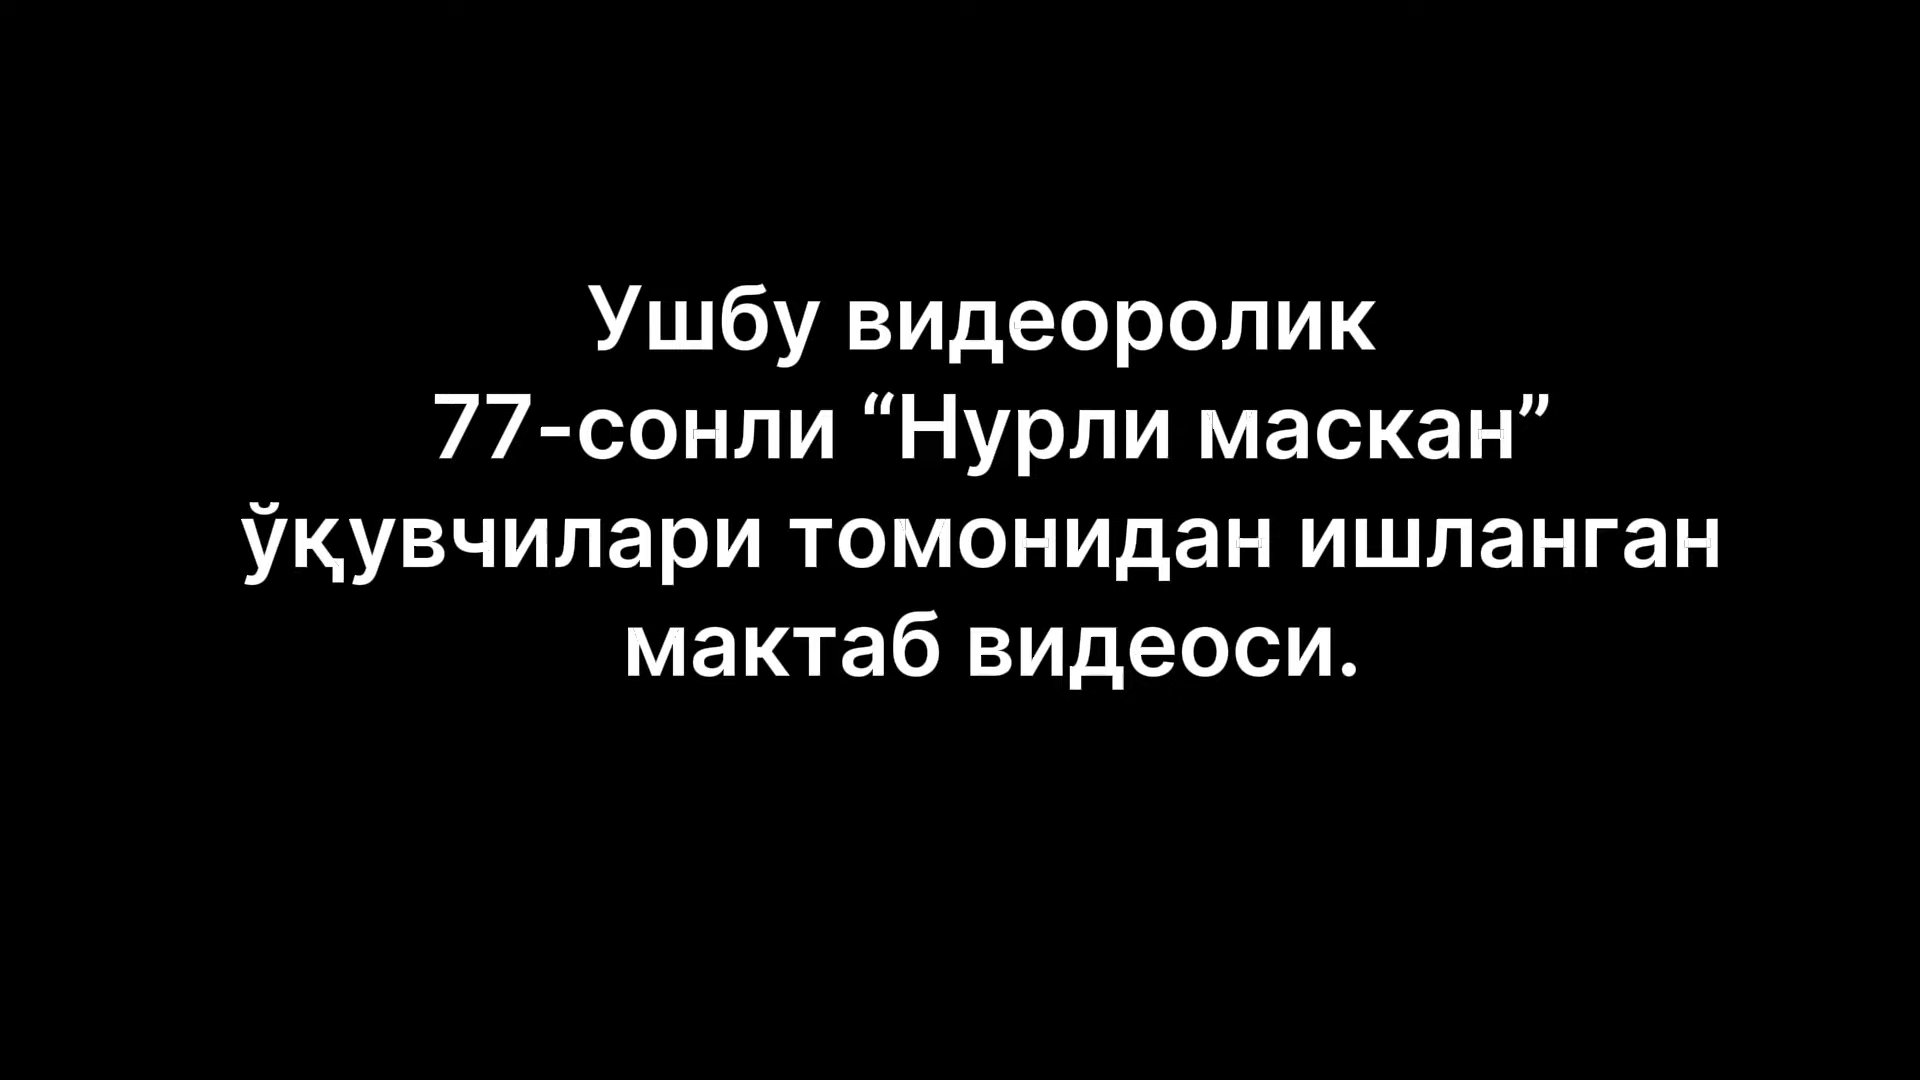 Ушбу видеоролик
77-сонли “Нурли маскан”
ўқувчилари томонидан ишланган
мактаб видеоси.